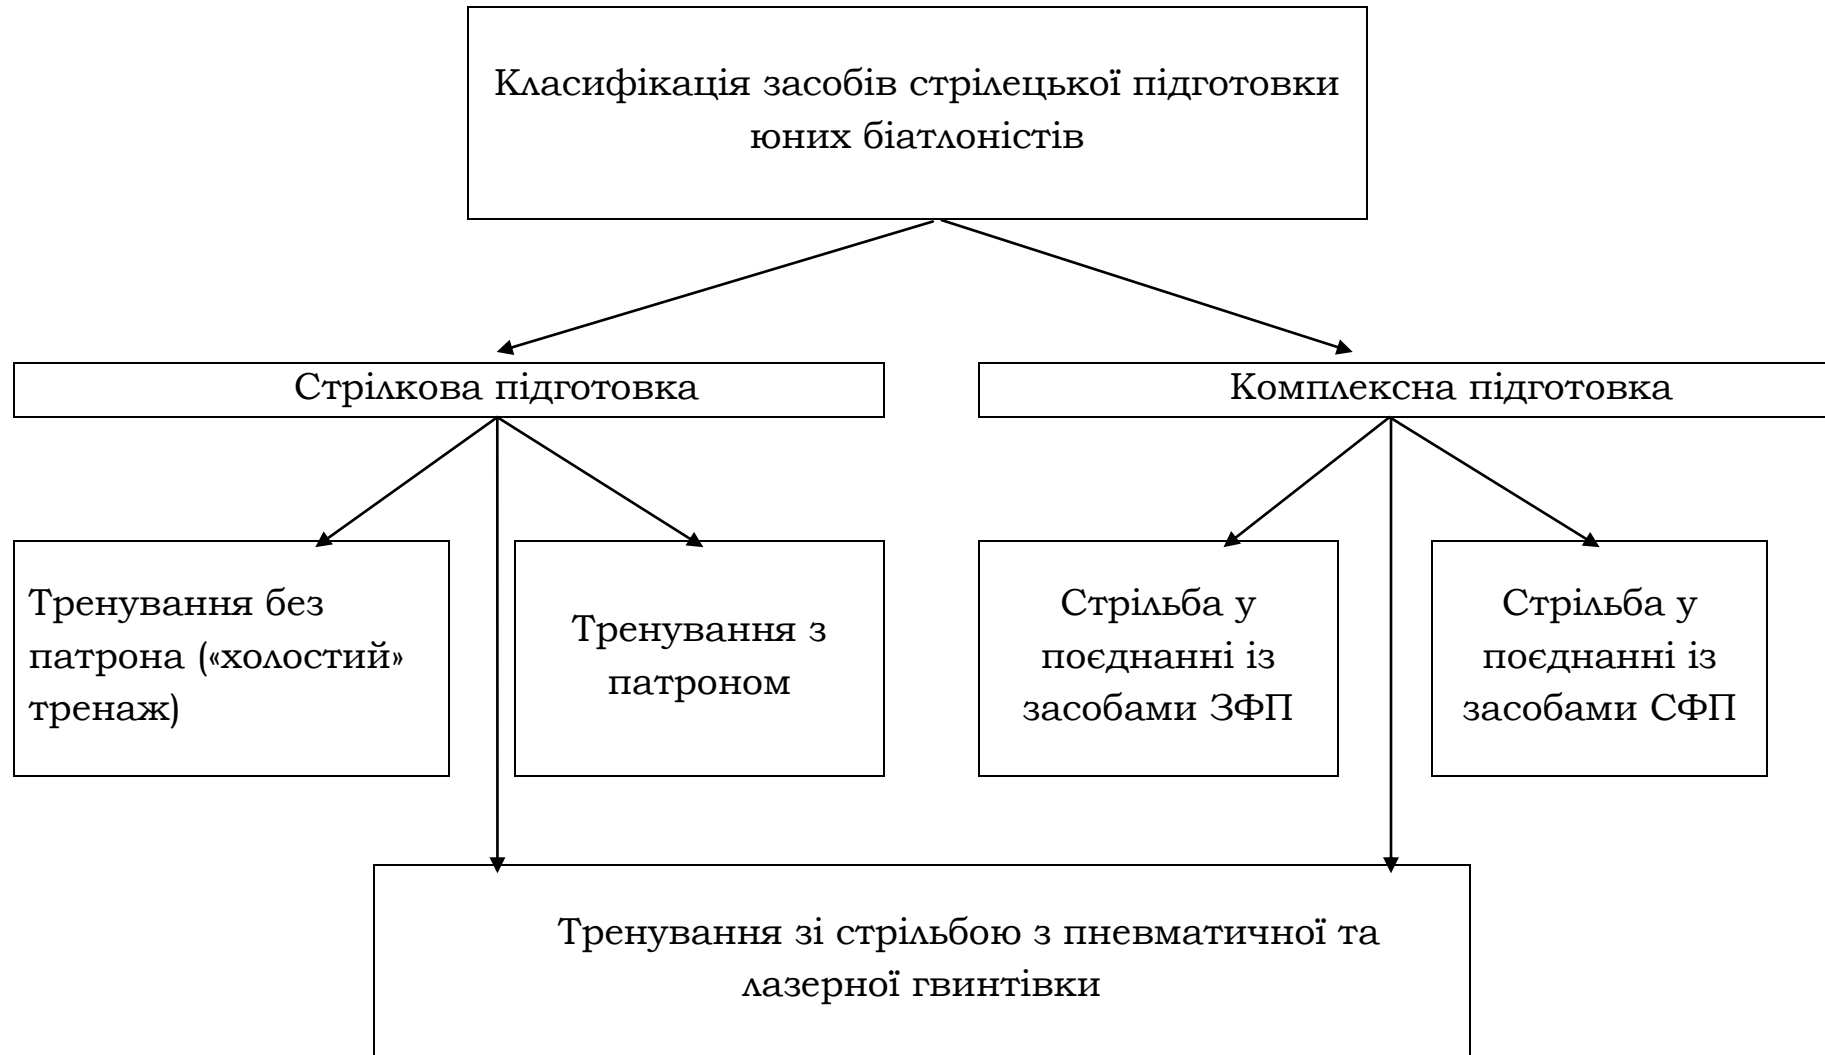 Класифікація засобів стрілецької підготовки
юних біатлоністів
Стрілкова підготовка
Комплексна підготовка
Тренування без
патрона («холостий»
тренаж)
Тренування з
патроном
Стрільба у
поєднанні із
засобами ЗФП
Стрільба у
поєднанні із
засобами СФП
Тренування зі стрільбою з пневматичної та
лазерної гвинтівки